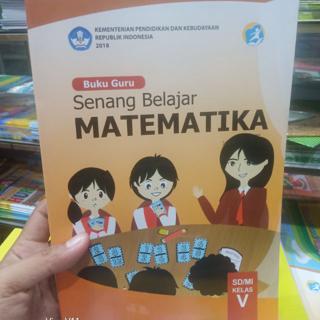 KEMENTERIAN PENDIDIKAN DAN KEBUDAYAAN
REPUBLIK INDONESIA
2018
Buku Guru
Senang Belajar
MATEMATIKA
SD/MI
KELAS
V